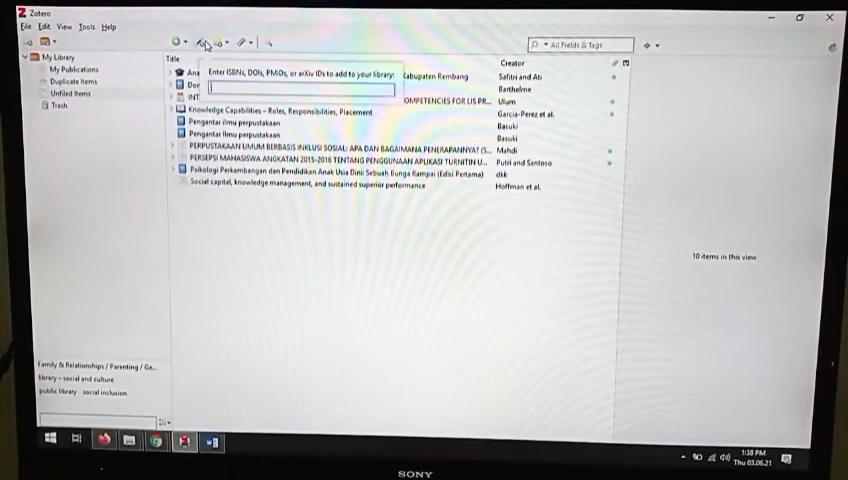 Zotero
File Edit View Tools Help
All Fields & Tags
My Library
My Publications
Duplicate Items
Unfiled Items
Trash
Title
Creator
Enter ISBNs, DOIs, PMIDs, or arXiv IDs to add to your library:
Ana
Kabupaten Rembang
Safitri and Ati
Dor
Barthelme
INT
OMPETENCIES FOR LIS PR...
Ulum
Knowledge Capabilities – Roles, Responsibilities, Placement
Garcia-Perez et al.
Pengantar ilmu perpustakaan
Basuki
Pengantar Ilmu perpustakaan
Basuki
PERPUSTAKAAN UMUM BERBASIS INKLUSI SOSIAL: APA DAN BAGAIMANA PENERAPANNYA? (S...
Mahdi
PERSEPSI MAHASISWA ANGKATAN 2015-2016 TENTANG PENGGUNAAN APLIKASI TURNITIN U...
Putri and Santoso
Psikologi Perkembangan dan Pendidikan Anak Usia Dini: Sebuah Bunga Rampai (Edisi Pertama)
dkk
Social capital, knowledge management, and sustained superior performance
Hoffman et al.
10 items in this view
Family & Relationships / Parenting / Ge...
library – social and culture
public library social inclusion
1:38 PM
Thu 03.06.21
SONY